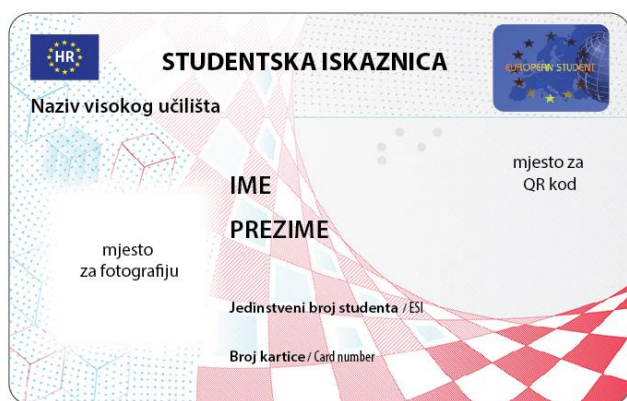 HR
STUDENTSKA ISKAZNICA
EUROPEAN STUDENT
Naziv visokog učilišta
mjesto za
QR kod
IME
PREZIME
mjesto
za fotografiju
Jedinstveni broj studenta / ESI
Broj kartice / Card number